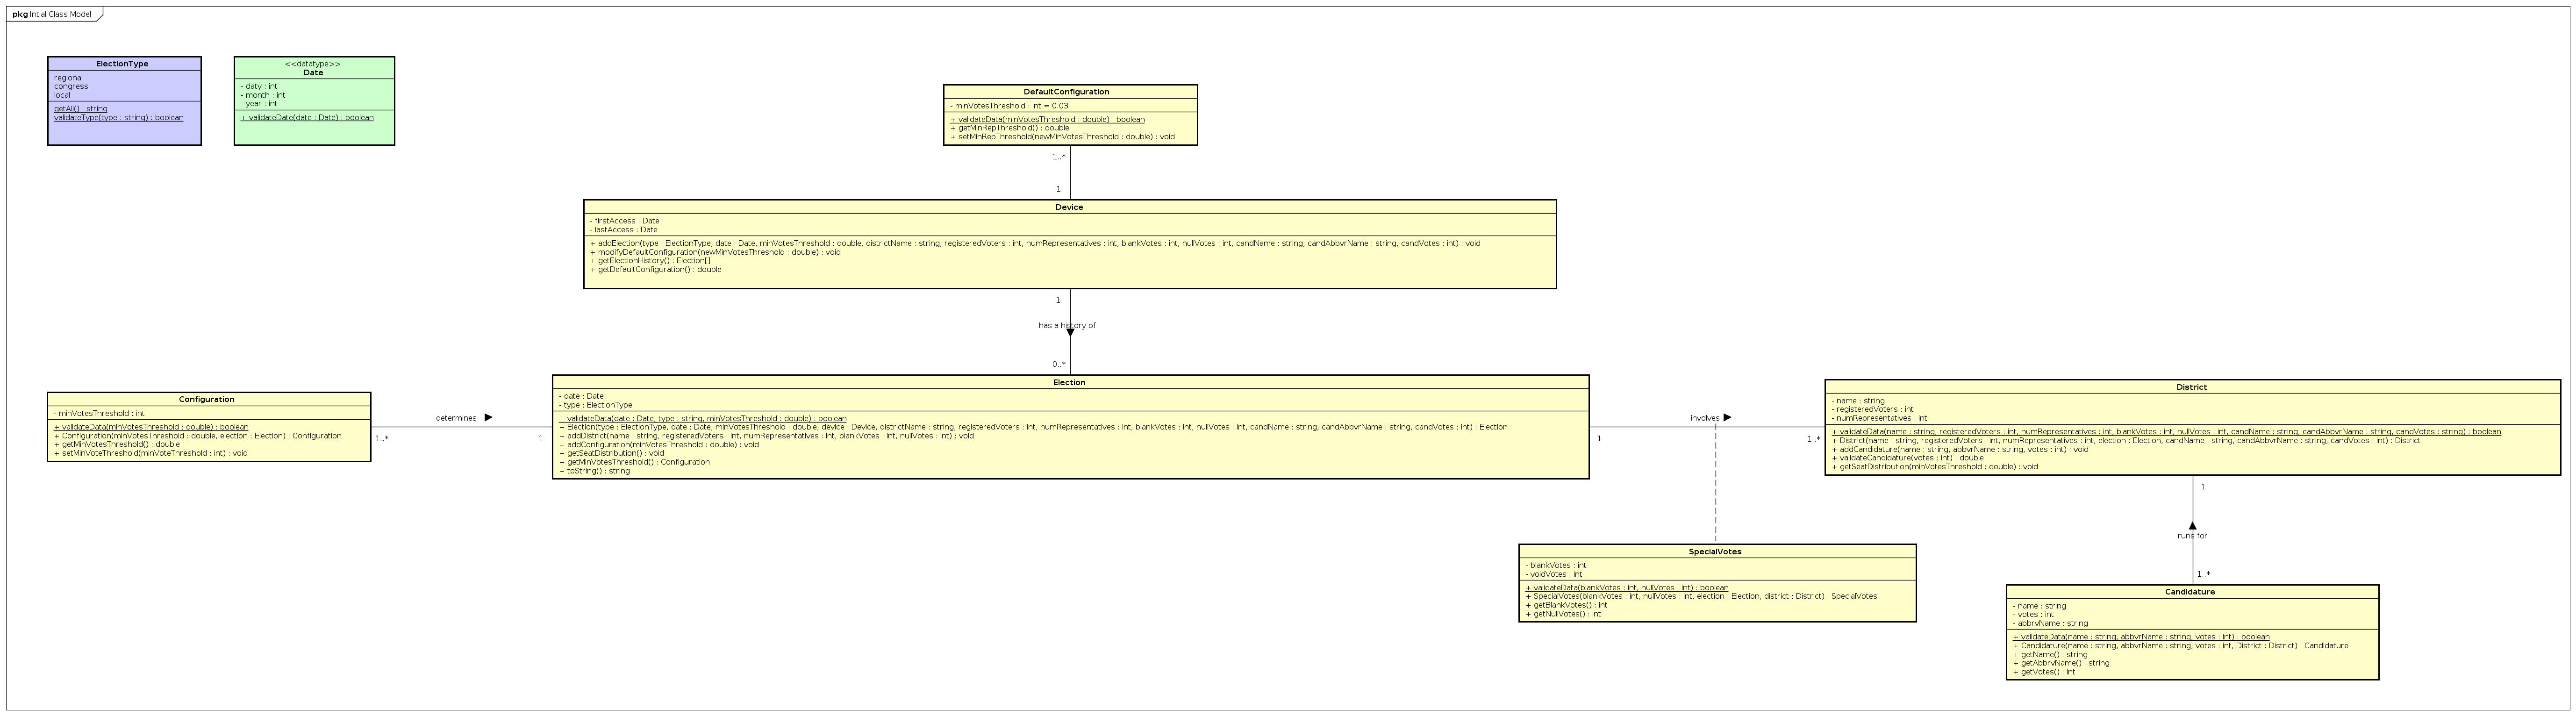 pkg Intial Class Model
ElectionType
regional
congress
local
getAll() : string
validateType(type : string) : boolean
<<datatype>>
Date
- daty : int
- month : int
- year : int
+ validateDate(date : Date) : boolean
DefaultConfiguration
- minVotesThreshold : int = 0.03
+ validateData(minVotesThreshold : double) : boolean
+ getMinRepThreshold() : double
+ setMinRepThreshold(newMinVotesThreshold : double) : void
1..*
1
Device
- firstAccess : Date
- lastAccess : Date
+ addElection(type : ElectionType, date : Date, minVotesThreshold : double, districtName : string, registeredVoters : int, numRepresentatives : int, blankVotes : int, nullVotes : int, candName : string, candAbbvrName : string, candVotes : int) : void
+ modifyDefaultConfiguration(newMinVotesThreshold : double) : void
+ getElectionHistory() : Election[]
+ getDefaultConfiguration() : double
1
has a history of
0..*
Configuration
- minVotesThreshold : int
+ validateData(minVotesThreshold : double) : boolean
+ Configuration(minVotesThreshold : double, election : Election) : Configuration
+ getMinVotesThreshold() : double
+ setMinVoteThreshold(minVoteThreshold : int) : void
determines
1..*
1
Election
- date : Date
- type : ElectionType
+ validateData(date : Date, type : string, minVotesThreshold : double) : boolean
+ Election(type : ElectionType, date : Date, minVotesThreshold : double, device : Device, districtName : string, registeredVoters : int, numRepresentatives : int, blankVotes : int, nullVotes : int, candName : string, candAbbvrName : string, candVotes : int) : Election
+ addDistrict(name : string, registeredVoters : int, numRepresentatives : int, blankVotes : int, nullVotes : int) : void
+ addConfiguration(minVotesThreshold : double) : void
+ getSeatDistribution() : void
+ getMinVotesThreshold() : Configuration
+ toString() : string
involves
1
1..*
District
- name : string
- registeredVoters : int
- numRepresentatives : int
+ validateData(name : string, registeredVoters : int, numRepresentatives : int, blankVotes : int, nullVotes : int, candName : string, candAbbvrName : string, candVotes : string) : boolean
+ District(name : string, registeredVoters : int, numRepresentatives : int, election : Election, candName : string, candAbbvrName : string, candVotes : int) : District
+ addCandidature(name : string, abbvrName : string, votes : int) : void
+ validateCandidature(votes : int) : double
+ getSeatDistribution(minVotesThreshold : double) : void
1
runs for
1..*
SpecialVotes
- blankVotes : int
- voidVotes : int
+ validateData(blankVotes : int, nullVotes : int) : boolean
+ SpecialVotes(blankVotes : int, nullVotes : int, election : Election, district : District) : SpecialVotes
+ getBlankVotes() : int
+ getNullVotes() : int
Candidature
- name : string
- votes : int
- abbrvName : string
+ validateData(name : string, abbvrName : string, votes : int) : boolean
+ Candidature(name : string, abbvrName : string, votes : int, District : District) : Candidature
+ getName() : string
+ getAbbrvName() : string
+ getVotes() : int